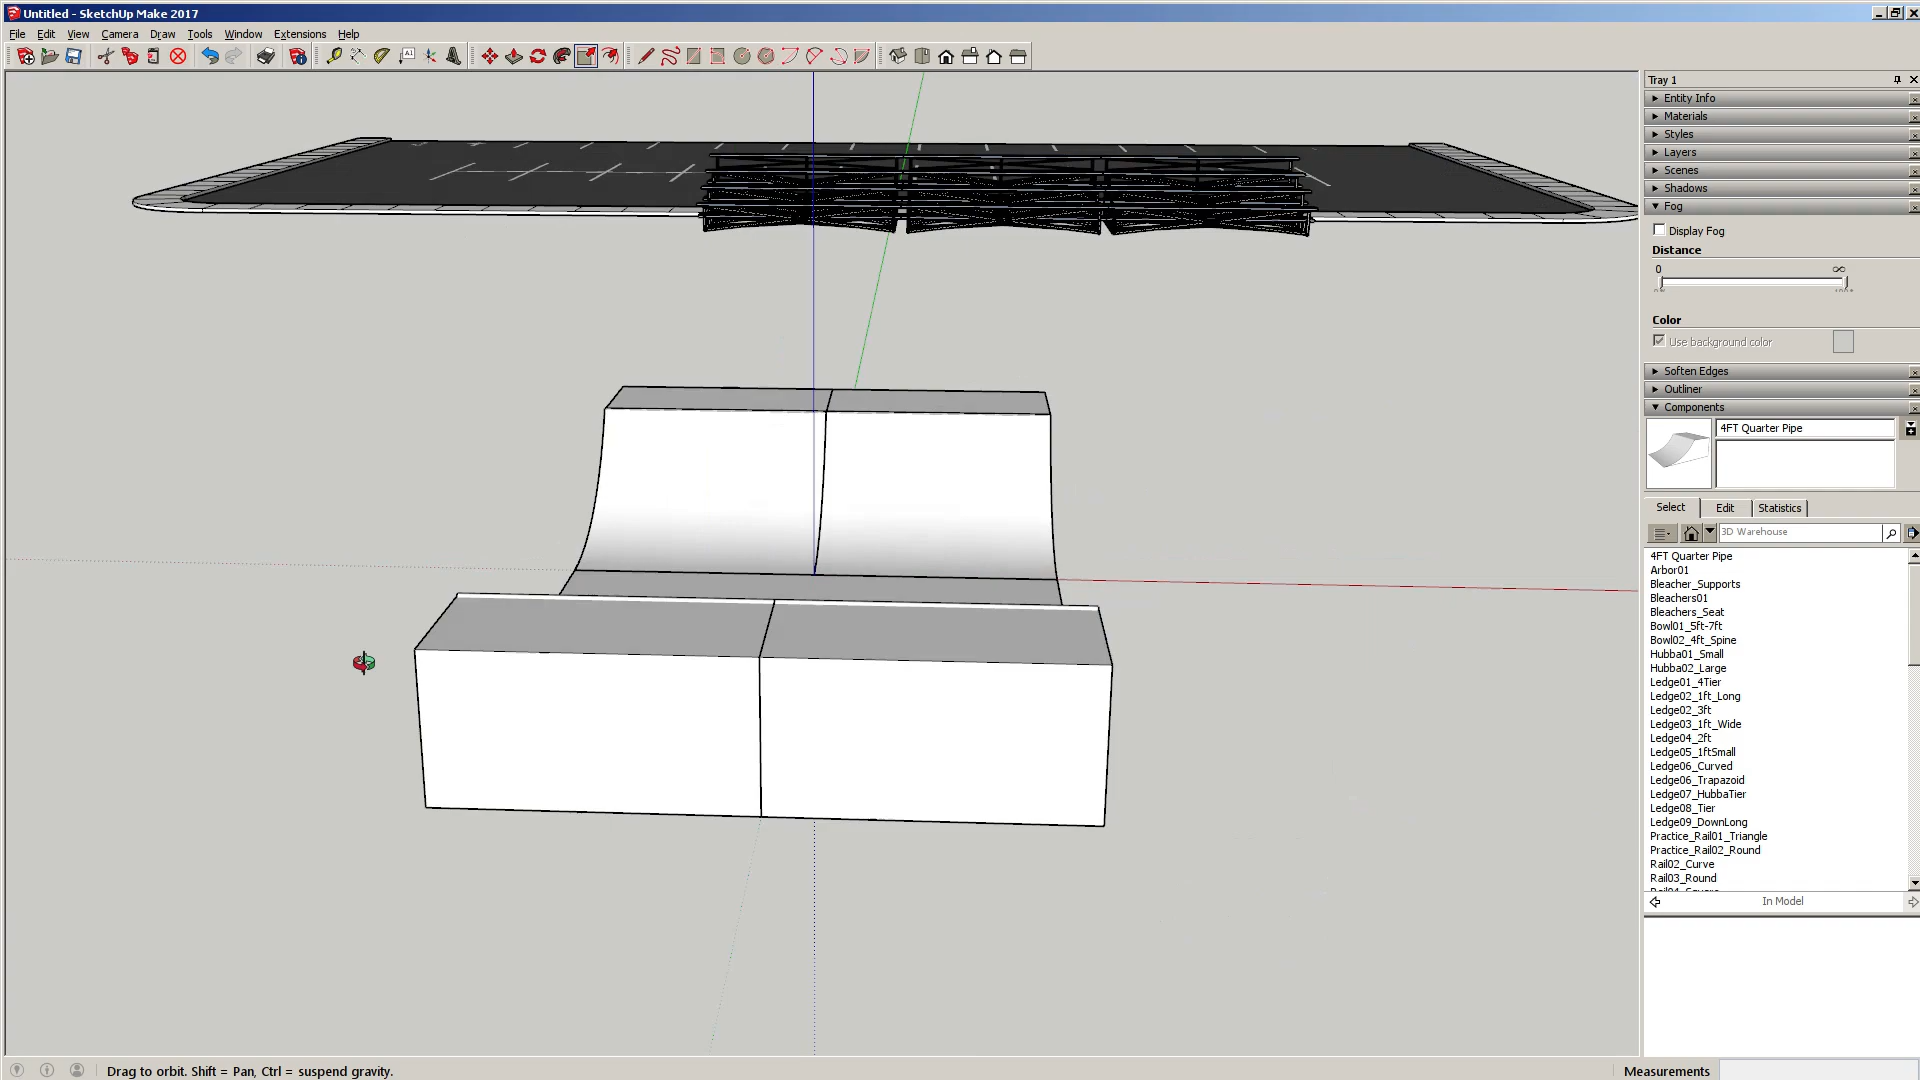 Untitled - SketchUp Make 2017
File Edit View Camera Draw Tools Window Extensions Help
Tray 1
Entity Info
Materials
Styles
Layers
Scenes
Shadows
Fog
Display Fog
Distance
0 ∞
Color
Use background color
Soften Edges
Outliner
Components
4FT Quarter Pipe
Select Edit Statistics
3D Warehouse
4FT Quarter Pipe
Arbor01
Bleacher_Supports
Bleachers01
Bleachers_Seat
Bowl01_5ft-7ft
Bowl02_4ft_Spine
Hubba01_Small
Hubba02_Large
Ledge01_4Tier
Ledge02_1ft_Long
Ledge02_3ft
Ledge03_1ft_Wide
Ledge04_2ft
Ledge05_1ftSmall
Ledge06_Curved
Ledge06_Trapazoid
Ledge07_HubbaTier
Ledge08_Tier
Ledge09_DownLong
Practice_Rail01_Triangle
Practice_Rail02_Round
Rail02_Curve
Rail03_Round
In Model
Drag to orbit. Shift = Pan, Ctrl = suspend gravity.
Measurements